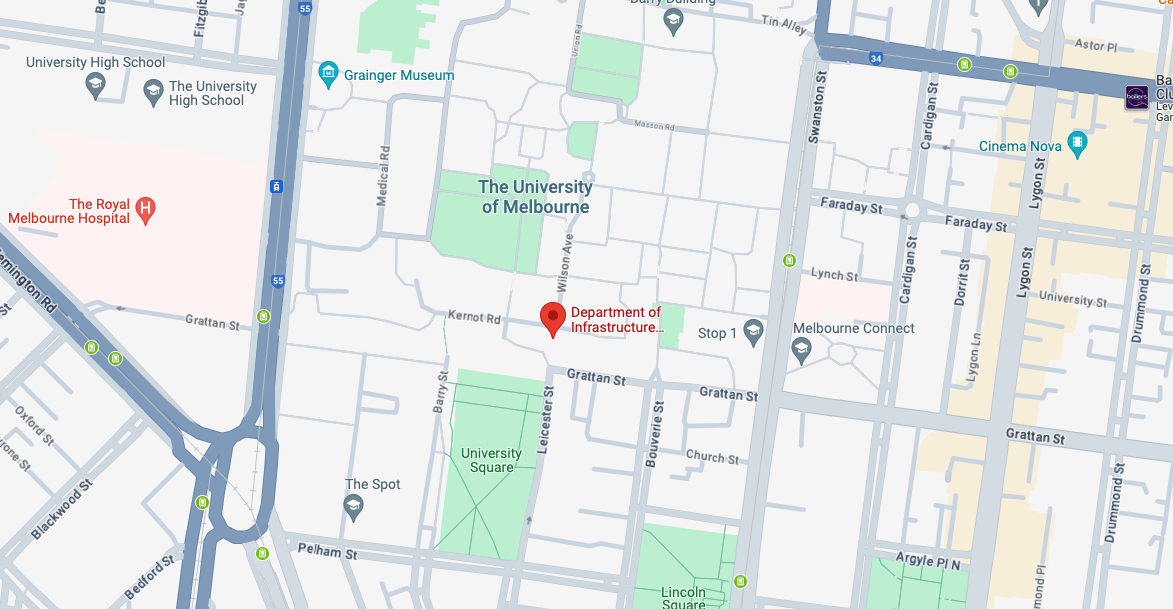 Barry Building
Tin Alley
Union Rd
55
34
Astor Pl
University High School
The University
High School
Grainger Museum
Swanston St
Cardigan St
Lygon St
Cinema Nova
ballers
Masson Rd
Medical Rd
The University
of Melbourne
The Royal
Melbourne Hospital
H
Faraday St
Faraday St
Wilson Ave
Cardigan St
Lygon St
Dorrit St
Drummond St
Lynch St
University St
55
Grattan St
Kernot Rd
Department of
Infrastructure...
Stop 1
Melbourne Connect
Lygon Ln
Grattan St
Grattan St
Grattan St
Barry St
Leicester St
Bouverie St
Church St
University
Square
Oxford St
Blackwood St
The Spot
Drummond St
Pelham St
Bedford St
Argyle Pl N
Lincoln
Square